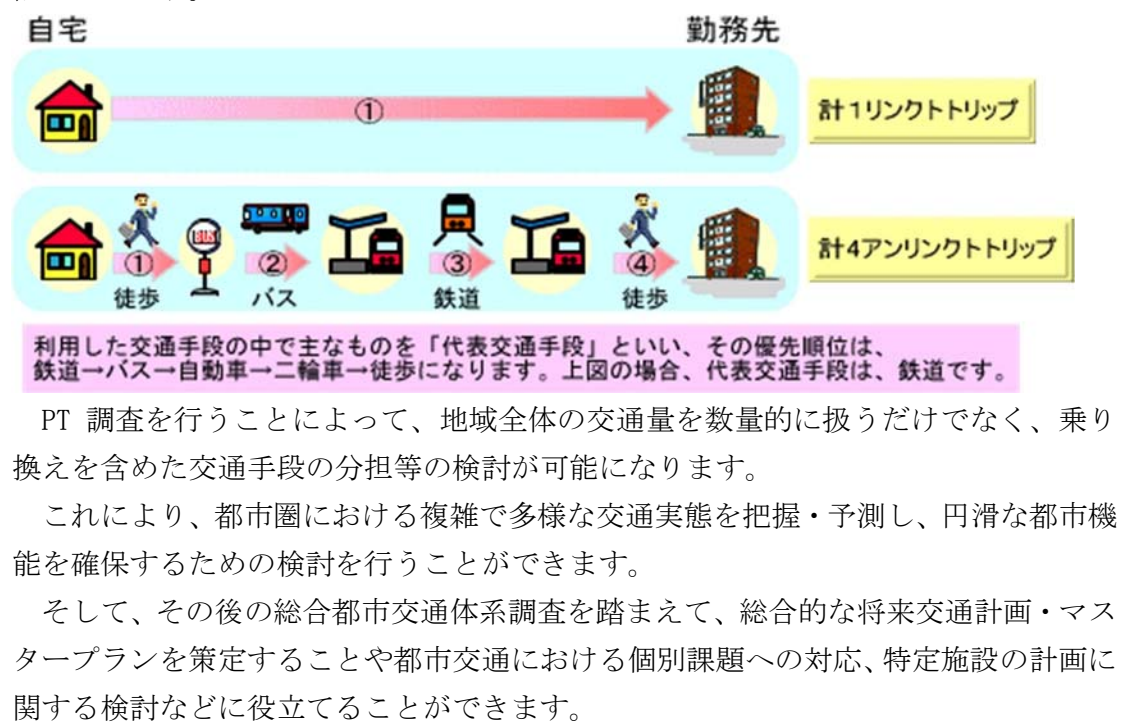 自宅
勤務先
①
計1リンクトトリップ
BUS
① ② ③ ④
徒歩 バス 鉄道 徒歩
計4アンリンクトトリップ
利用した交通手段の中で主なものを「代表交通手段」といい、その優先順位は、
鉄道→バス→自動車→二輪車→徒歩になります。上図の場合、代表交通手段は、鉄道です。
PT 調査を行うことによって、地域全体の交通量を数量的に扱うだけでなく、乗り
換えを含めた交通手段の分担等の検討が可能になります。
これにより、都市圏における複雑で多様な交通実態を把握・予測し、円滑な都市機
能を確保するための検討を行うことができます。
そして、その後の総合都市交通体系調査を踏まえて、総合的な将来交通計画・マス
タープランを策定することや都市交通における個別課題への対応、特定施設の計画に
関する検討などに役立てることができます。